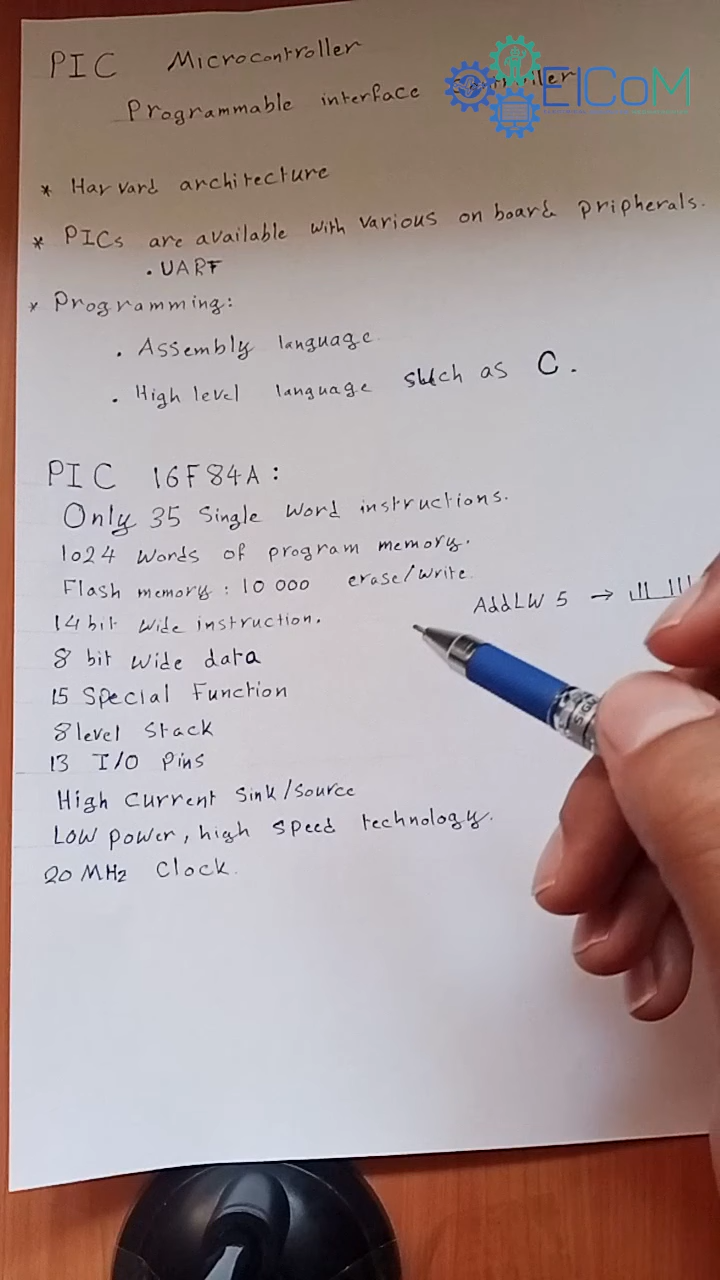 PIC Microcontroller
Programmable interface Controller
EICoM
* Harvard architecture
* PICs are available with various on board pripherals.
. UART
* Programming:
. Assembly language
. High level language such as C.
PIC 16F84A:
Only 35 Single Word instructions.
1024 words of program memory.
Flash memory: 10 000 erase/write
AddLW 5 →
14 bit wide instruction.
8 bit wide data
15 Special Function
8 level Stack
13 I/O Pins
High Current Sink/Source
Low power, high speed technology.
20 MHz Clock.